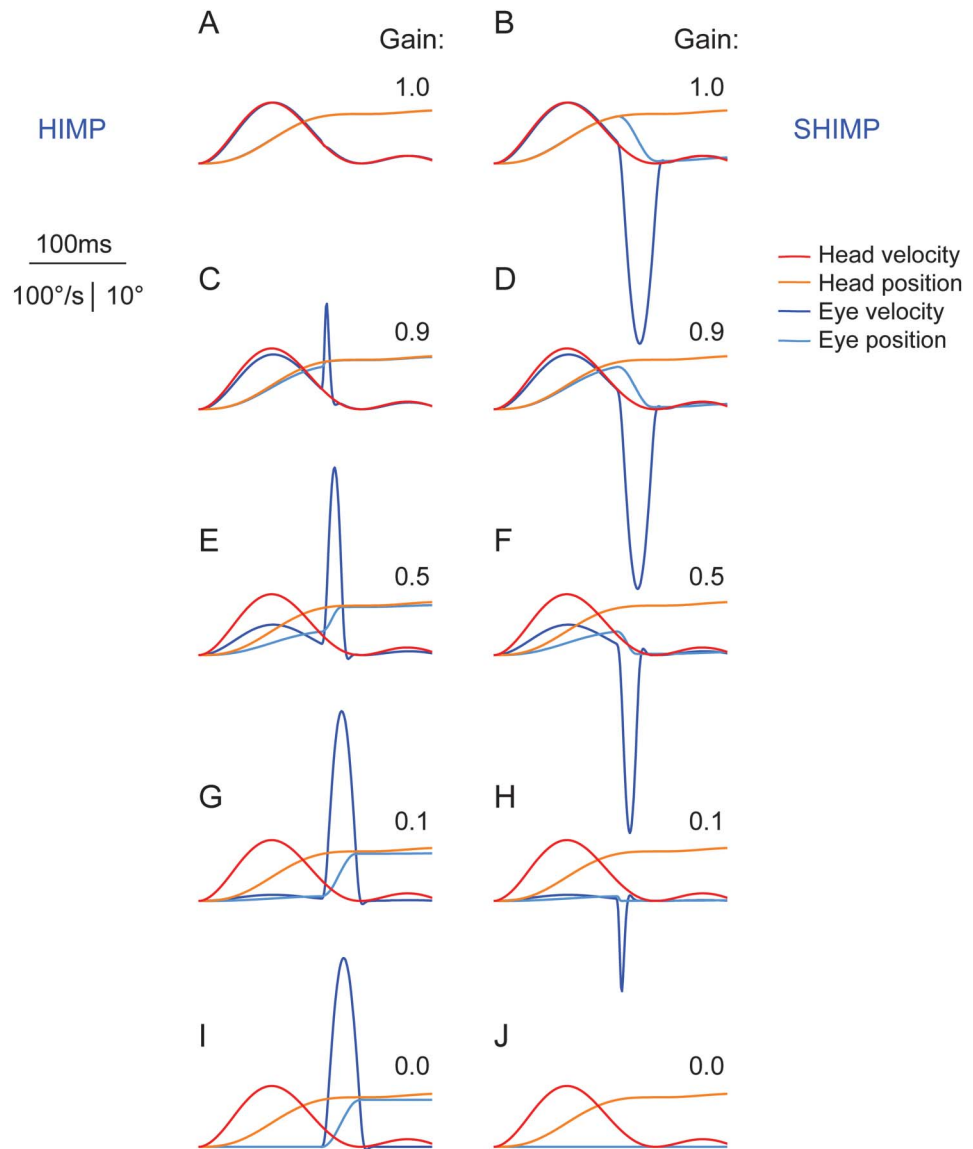 A
Gain:
B
Gain:
1.0
1.0
HIMP
SHIMP
100ms
100°/s | 10°
Head velocity
Head position
Eye velocity
Eye position
C
0.9
D
0.9
E
0.5
F
0.5
G
0.1
H
0.1
I
0.0
J
0.0